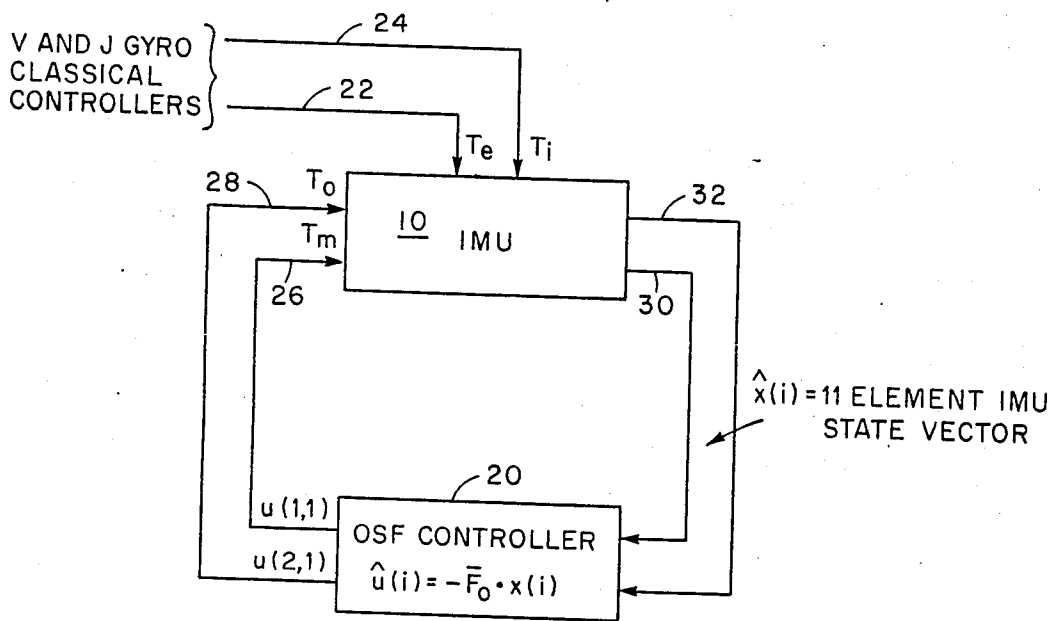 V AND J GYRO
CLASSICAL
CONTROLLERS
24
22
Te
Ti
28
To
Tm
26
10 IMU
32
30
x̂(i) = 11 ELEMENT IMU
STATE VECTOR
20
u(1,1)
u(2,1)
OSF CONTROLLER
û(i) = -F̅o • x(i)